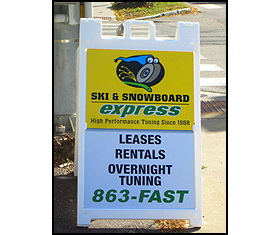 SKI & SNOWBOARD
express
High Performance Tuning Since 1988
LEASES
RENTALS
OVERNIGHT
TUNING
863-FAST